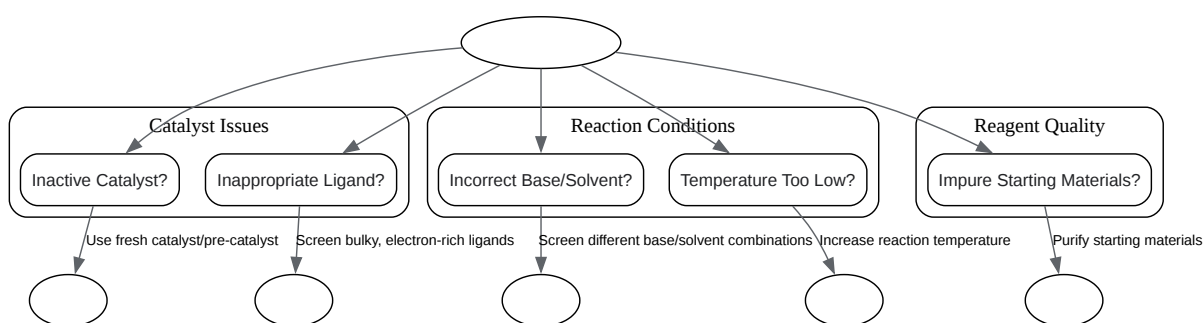 Catalyst Issues
Reaction Conditions
Reagent Quality
Inactive Catalyst?
Inappropriate Ligand?
Incorrect Base/Solvent?
Temperature Too Low?
Impure Starting Materials?
Use fresh catalyst/pre-catalyst
Screen bulky, electron-rich ligands
Screen different base/solvent combinations
Increase reaction temperature
Purify starting materials